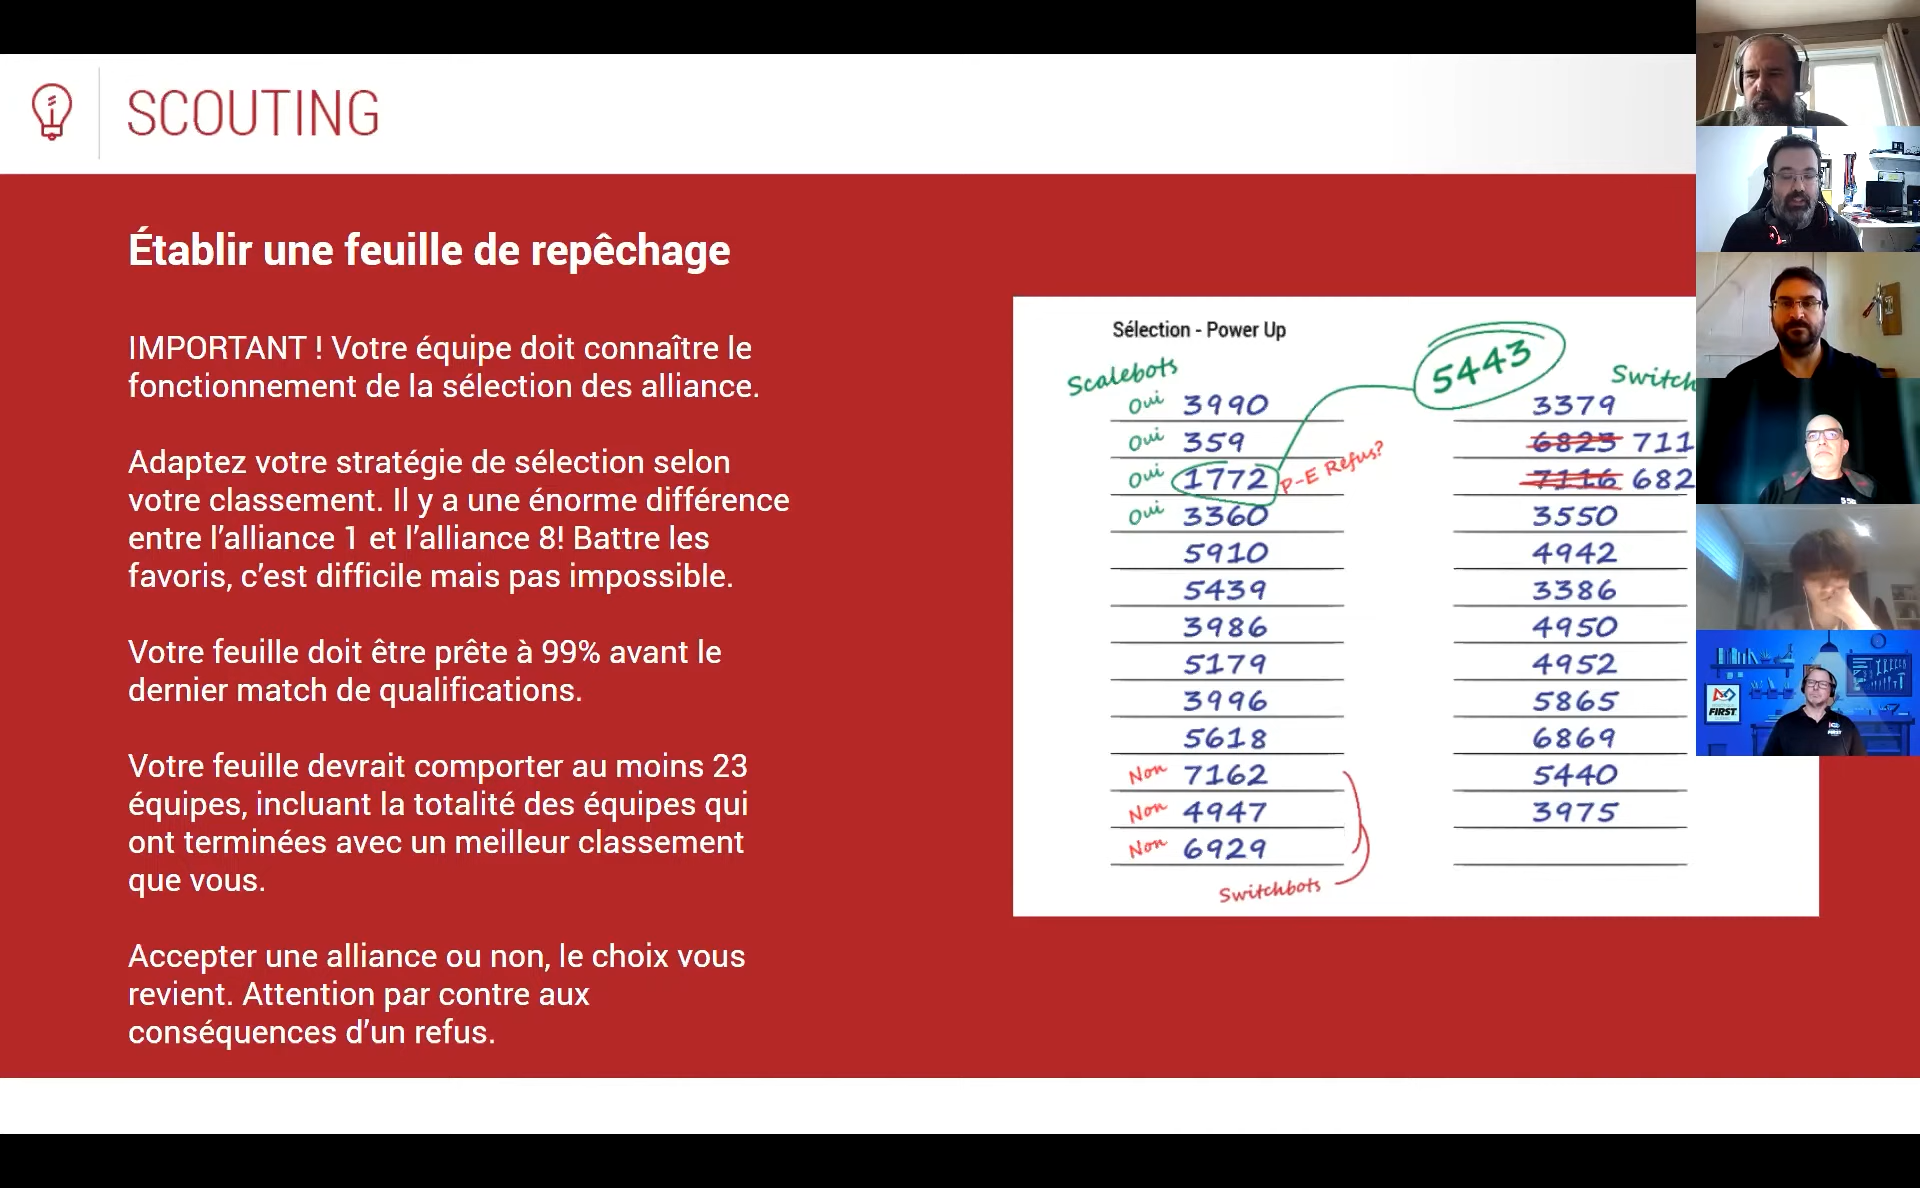 SCOUTING
Établir une feuille de repêchage
IMPORTANT ! Votre équipe doit connaître le
fonctionnement de la sélection des alliance.
Adaptez votre stratégie de sélection selon
votre classement. Il y a une énorme différence
entre l'alliance 1 et l'alliance 8! Battre les
favoris, c'est difficile mais pas impossible.
Votre feuille doit être prête à 99% avant le
dernier match de qualifications.
Votre feuille devrait comporter au moins 23
équipes, incluant la totalité des équipes qui
ont terminées avec un meilleur classement
que vous.
Accepter une alliance ou non, le choix vous
revient. Attention par contre aux
conséquences d'un refus.
Sélection - Power Up
5443
Scalebots
Oui 3990
Oui 359
Oui 1772 P-E Refus?
Oui 3360
5910
5439
3986
5179
3996
5618
Non 7162
Non 4947
Non 6929
Switchbots
Switch
3379
6823 711
7116 682
3550
4942
3386
4950
4952
5865
6869
5440
3975
FIRST
FIRST